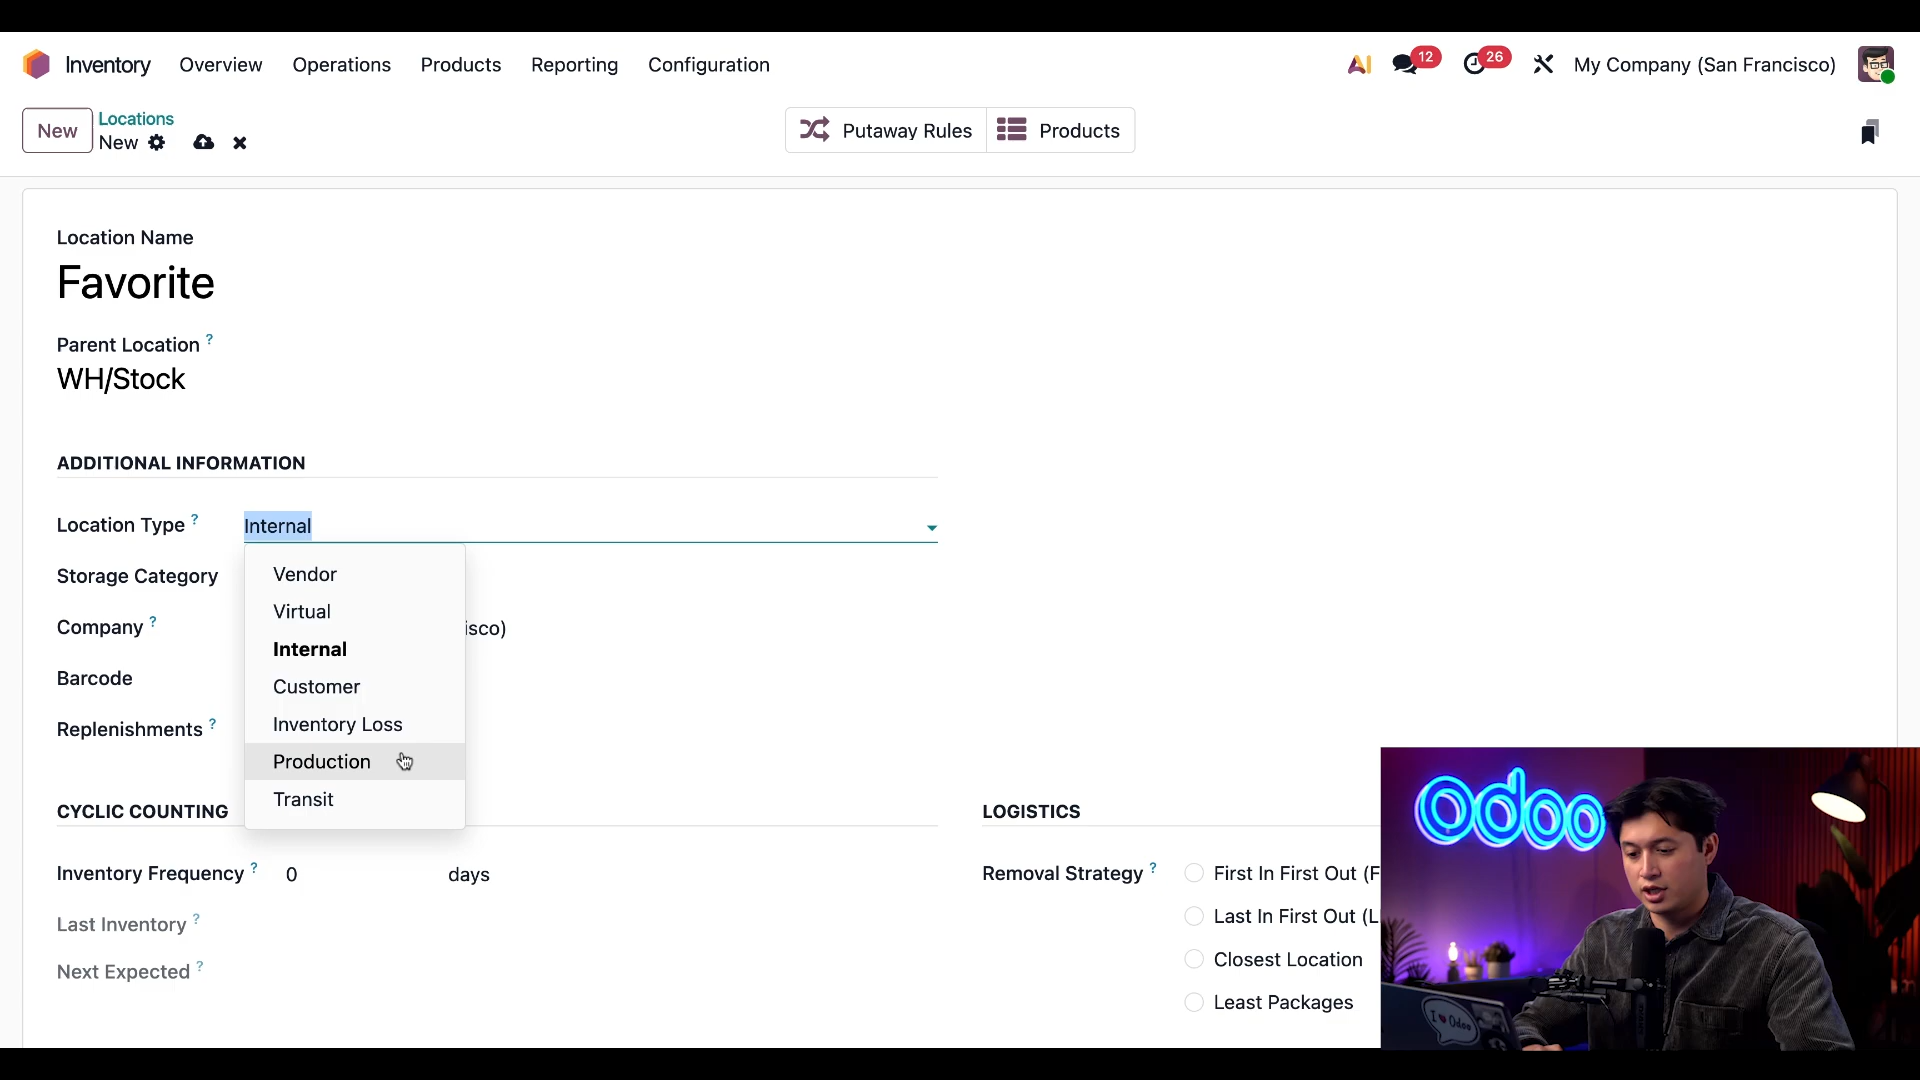 Inventory Overview Operations Products Reporting Configuration
AI 12 26 My Company (San Francisco)
New
Locations
New
Putaway Rules
Products
Location Name
Favorite
Parent Location ?
WH/Stock
ADDITIONAL INFORMATION
Location Type ? Internal
Vendor
Storage Category
Virtual
Company ? isco)
Internal
Barcode
Customer
Replenishments ?
Inventory Loss
Production
Transit
CYCLIC COUNTING
Inventory Frequency ? 0 days
Last Inventory ?
Next Expected ?
LOGISTICS
Removal Strategy ? First In First Out (F
Last In First Out (L
Closest Location
Least Packages
odoo
I ♥ Odoo